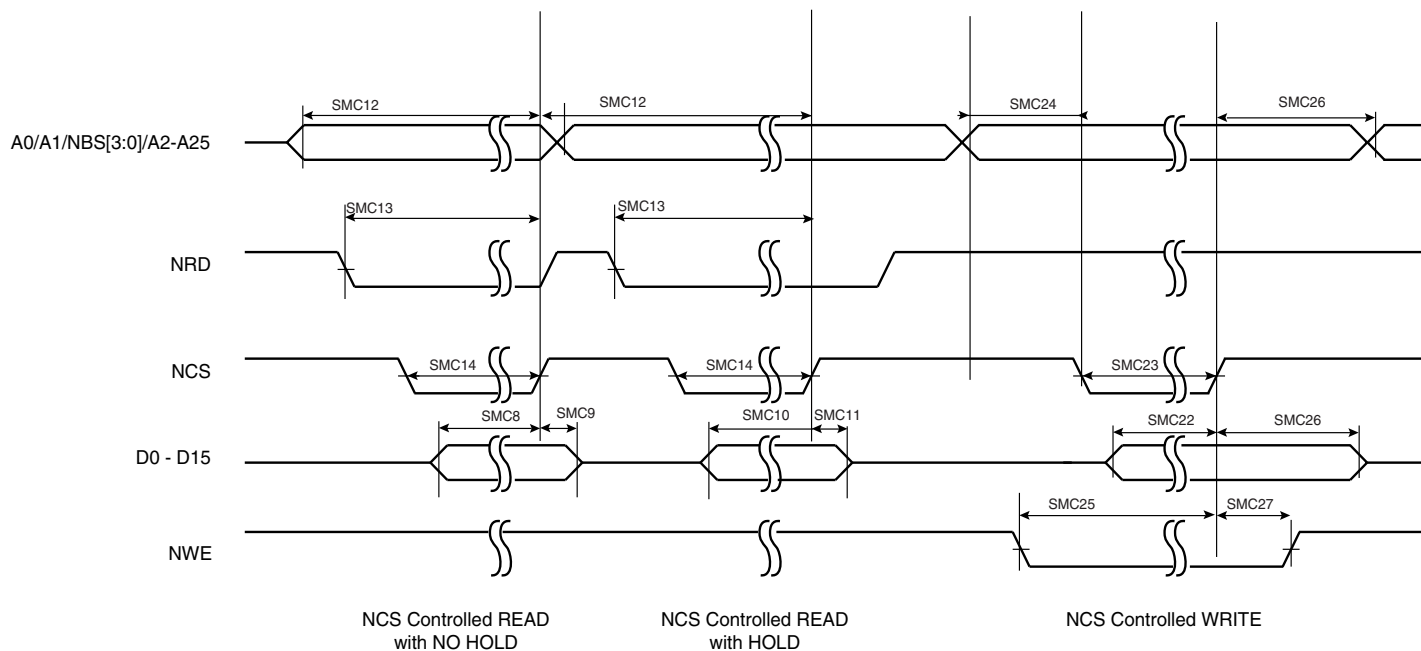 SMC12
SMC12
SMC24
SMC26
A0/A1/NBS[3:0]/A2-A25
SMC13
SMC13
NRD
NCS
SMC14
SMC14
SMC23
SMC8
SMC9
SMC10
SMC11
SMC22
SMC26
D0 - D15
SMC25
SMC27
NWE
NCS Controlled READ
with NO HOLD
NCS Controlled READ
with HOLD
NCS Controlled WRITE